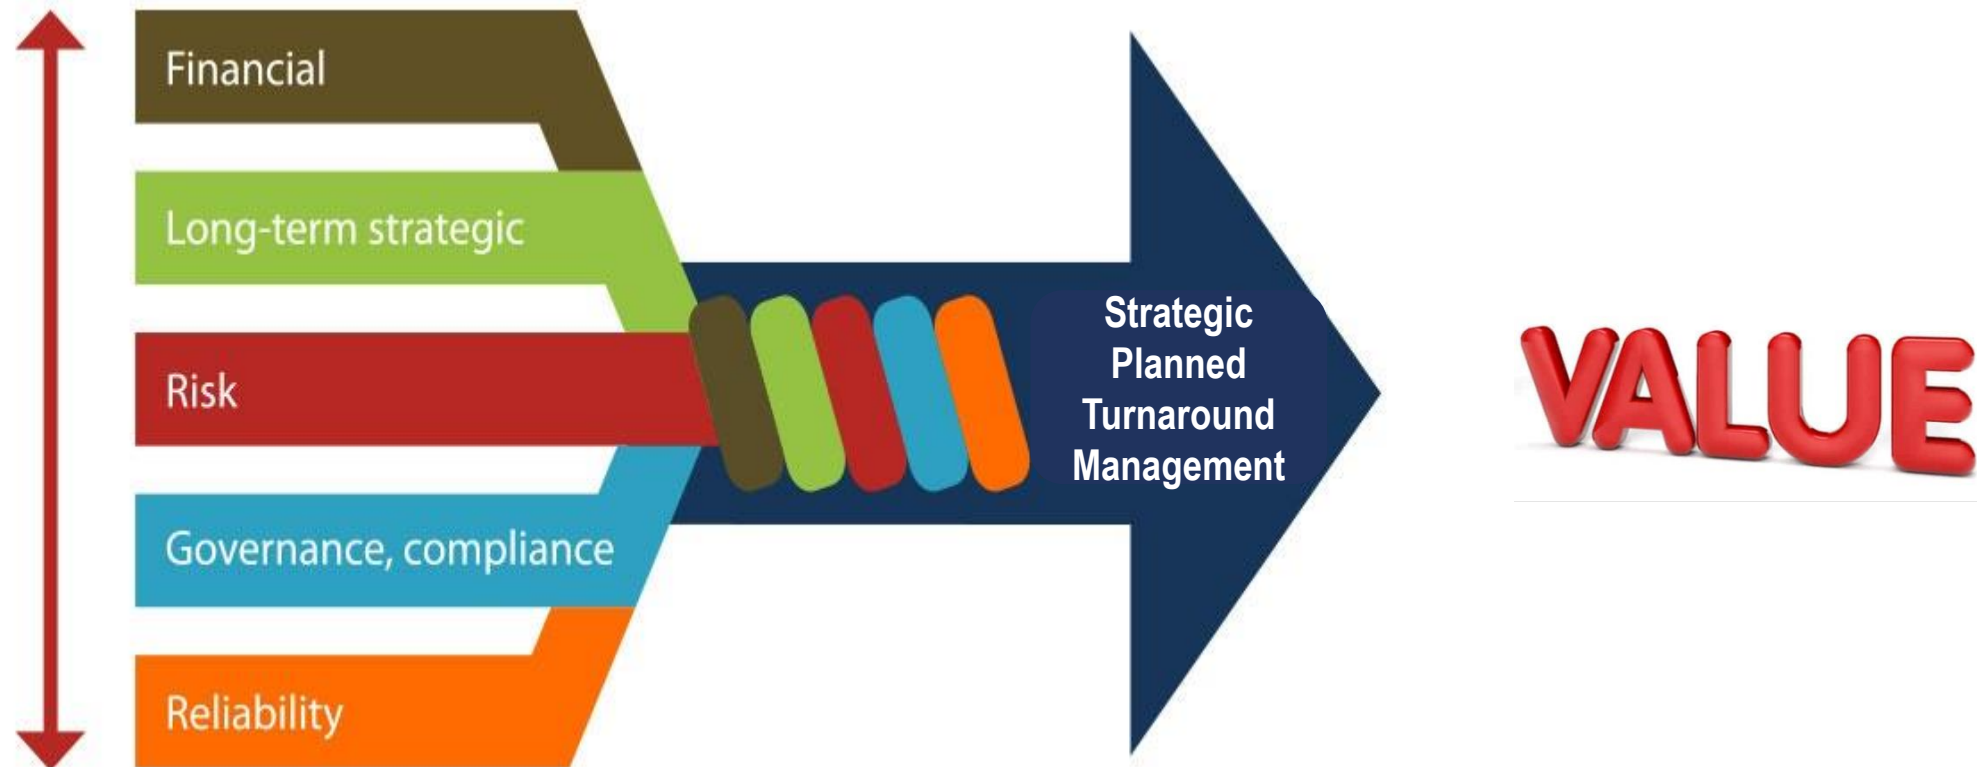 Financial
Long-term strategic
Risk
Governance, compliance
Reliability
Strategic
Planned
Turnaround
Management
VALUE